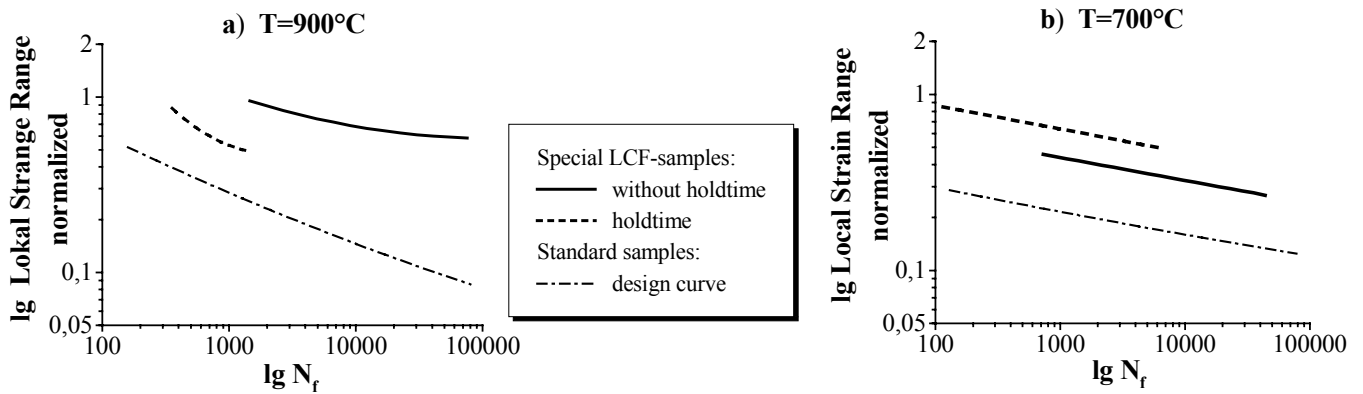 a) T=900°C
lg Lokal Strange Range
normalized
2
1
0,1
0,05
100
1000
10000
100000
lg Nf
Special LCF-samples:
without holdtime
holdtime
Standard samples:
design curve
b) T=700°C
lg Local Strain Range
normalized
2
1
0,1
0,05
100
1000
10000
100000
lg Nf